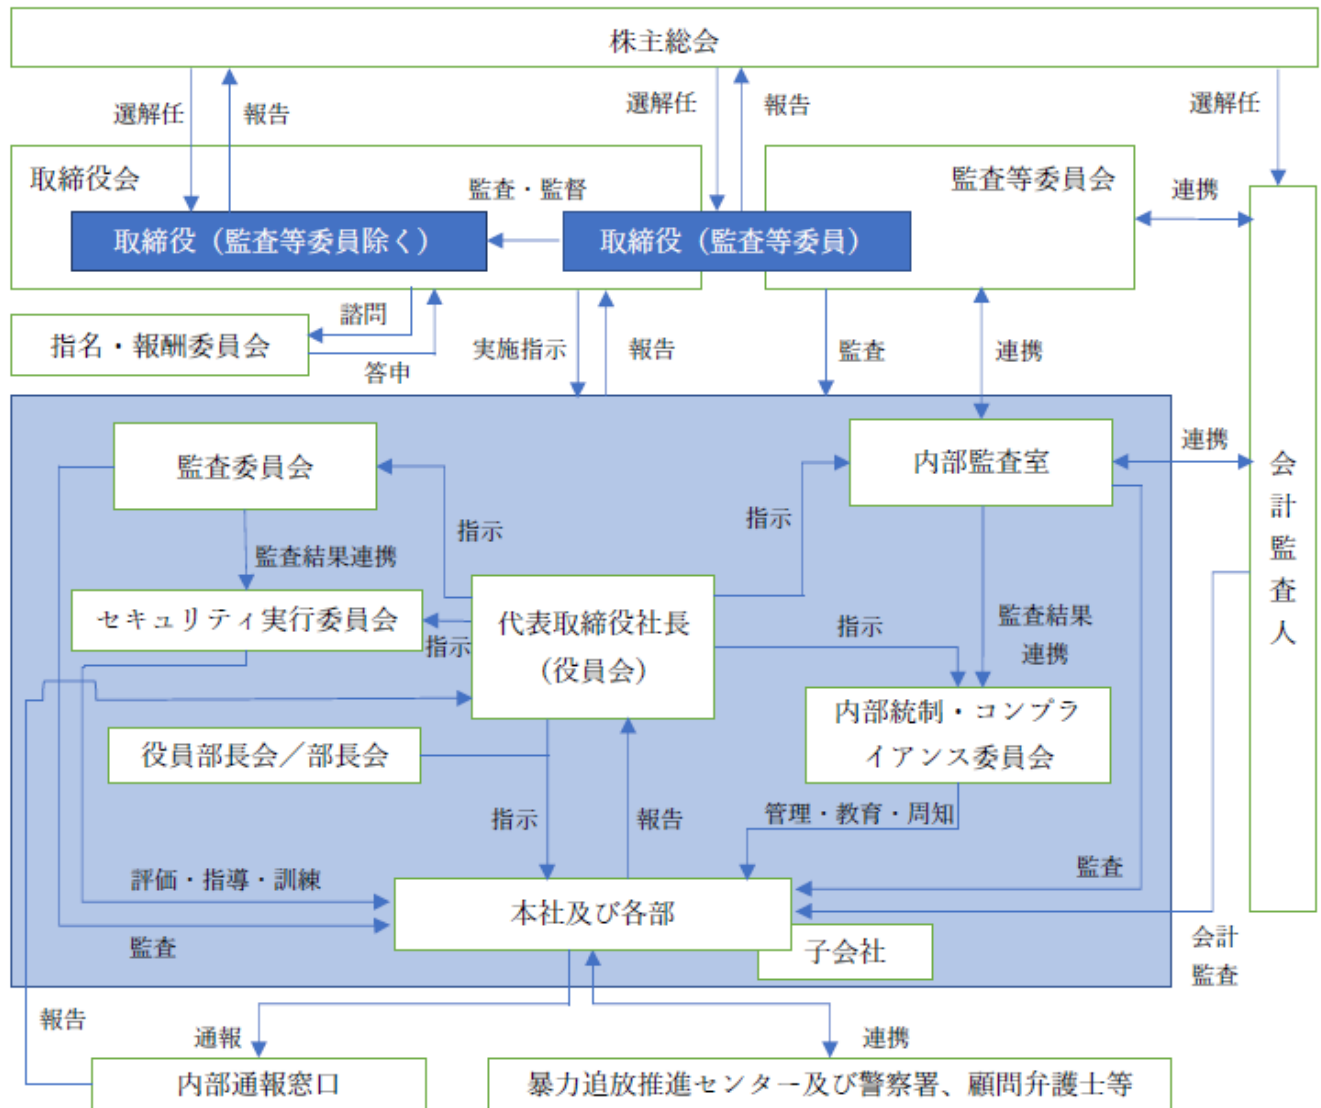 株主総会
選解任
報告
選解任
報告
選解任
取締役会
監査・監督
監査等委員会
連携
取締役（監査等委員除く）
取締役（監査等委員）
諮問
指名・報酬委員会
答申
実施指示
報告
監査
連携
監査委員会
内部監査室
連携
会計監査人
指示
指示
監査結果連携
セキュリティ実行委員会
指示
代表取締役社長
（役員会）
指示
監査結果
連携
内部統制・コンプラ
イアンス委員会
役員部長会／部長会
指示
報告
管理・教育・周知
評価・指導・訓練
監査
監査
本社及び各部
子会社
会計
監査
報告
通報
連携
内部通報窓口
暴力追放推進センター及び警察署、顧問弁護士等